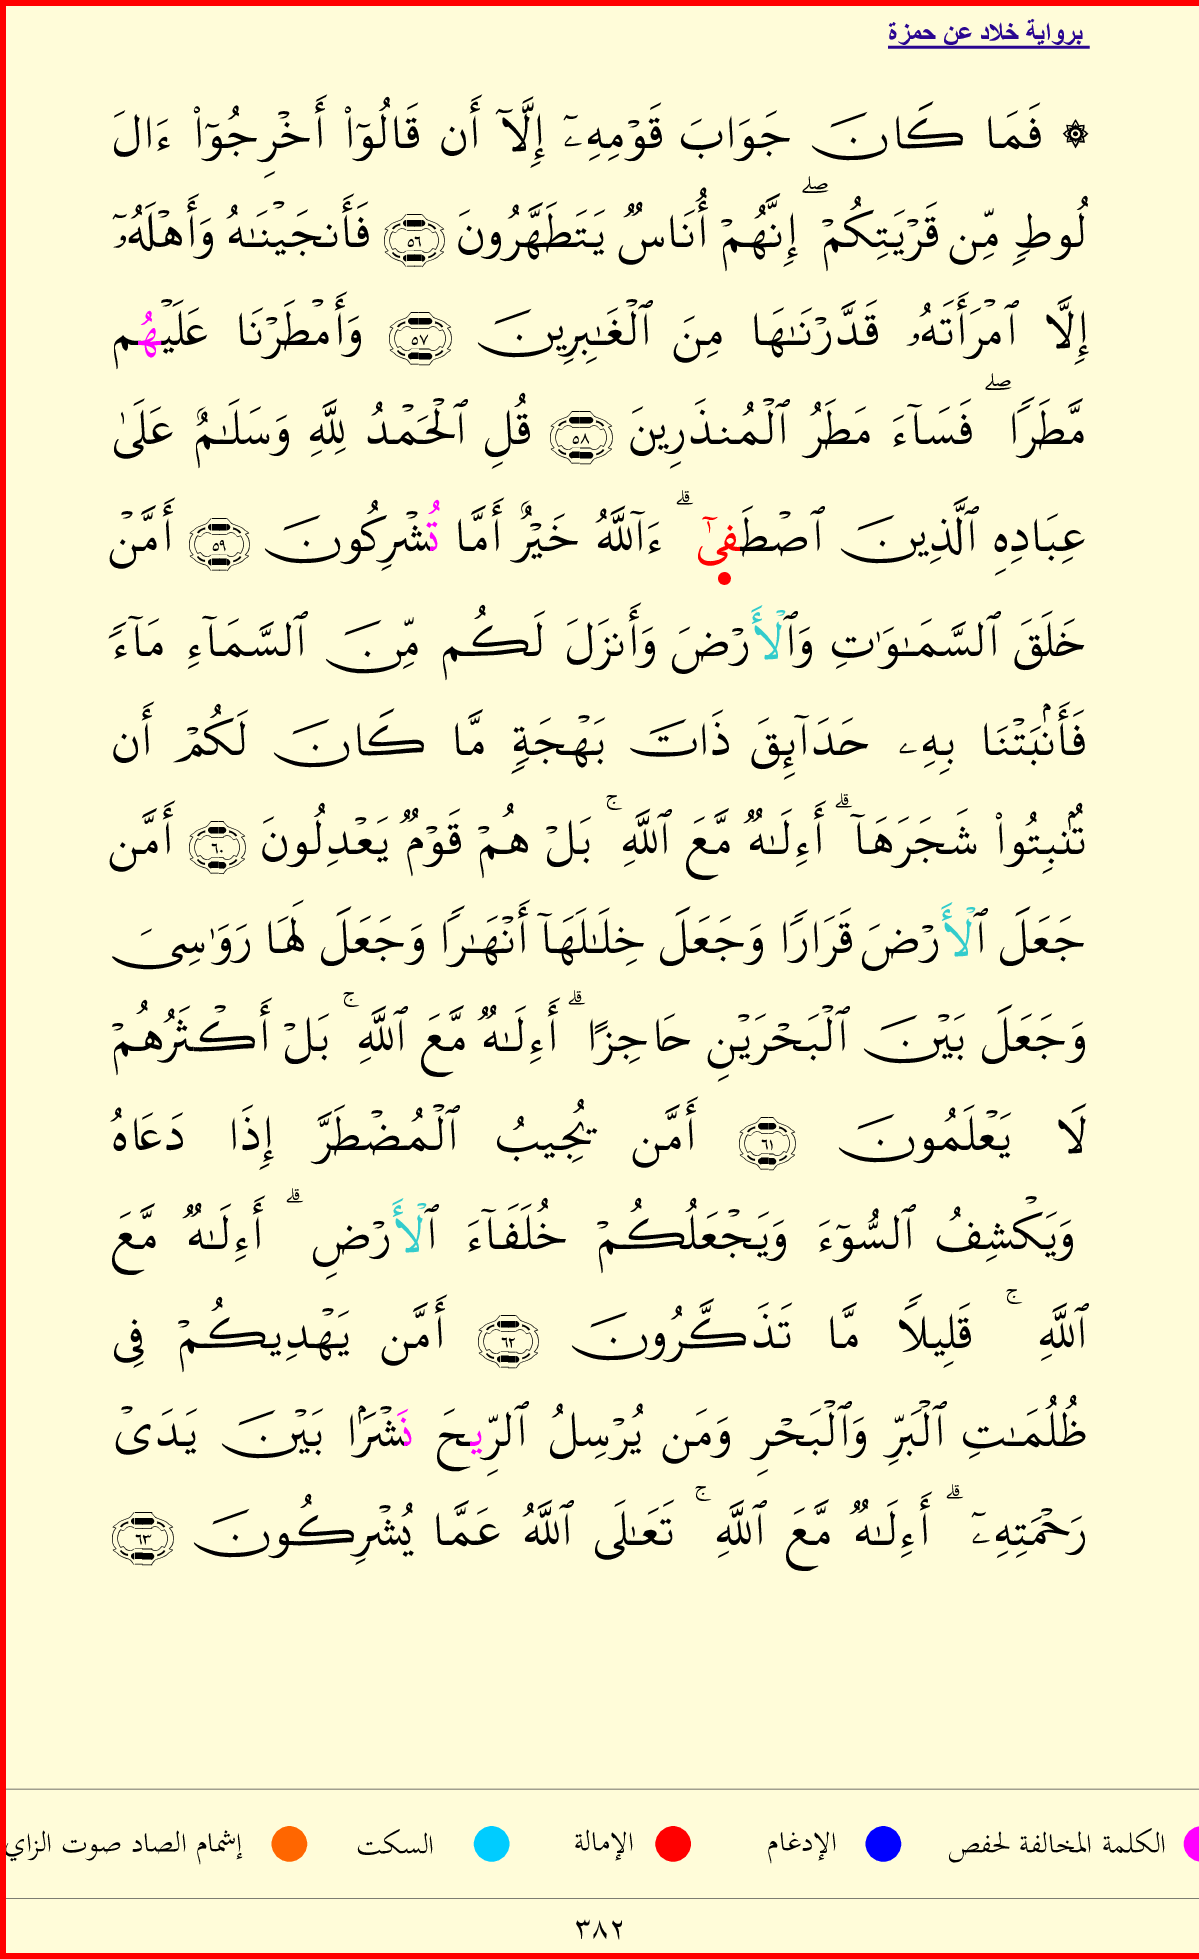 برواية خلاد عن حمزة
۞ فَمَا كَانَ جَوَابَ قَوْمِهِۦٓ إِلَّآ أَن قَالُوٓا۟ أَخْرِجُوٓا۟ ءَالَ
لُوطٍ مِّن قَرْيَتِكُمْ ۖ إِنَّهُمْ أُنَاسٌ يَتَطَهَّرُونَ ٥٦ فَأَنجَيْنَـٰهُ وَأَهْلَهُۥٓ
إِلَّا ٱمْرَأَتَهُۥ قَدَّرْنَـٰهَا مِنَ ٱلْغَـٰبِرِينَ ٥٧ وَأَمْطَرْنَا عَلَيْهُم
مَّطَرًا ۖ فَسَآءَ مَطَرُ ٱلْمُنذَرِينَ ٥٨ قُلِ ٱلْحَمْدُ لِلَّهِ وَسَلَـٰمٌ عَلَىٰ
عِبَادِهِ ٱلَّذِينَ ٱصْطَفىٰٓ ۗ ءَآللَّهُ خَيْرٌ أَمَّا تُشْرِكُونَ ٥٩ أَمَّنْ
خَلَقَ ٱلسَّمَـٰوَٰتِ وَٱلْأَرْضَ وَأَنزَلَ لَكُم مِّنَ ٱلسَّمَآءِ مَآءً
فَأَنۢبَتْنَا بِهِۦ حَدَآئِقَ ذَاتَ بَهْجَةٍ مَّا كَانَ لَكُمْ أَن
تُنۢبِتُوا۟ شَجَرَهَآ ۗ أَءِلَـٰهٌ مَّعَ ٱللَّهِ ۚ بَلْ هُمْ قَوْمٌ يَعْدِلُونَ ٦٠ أَمَّن
جَعَلَ ٱلْأَرْضَ قَرَارًا وَجَعَلَ خِلَـٰلَهَآ أَنْهَـٰرًا وَجَعَلَ لَهَا رَوَٰسِىَ
وَجَعَلَ بَيْنَ ٱلْبَحْرَيْنِ حَاجِزًا ۗ أَءِلَـٰهٌ مَّعَ ٱللَّهِ ۚ بَلْ أَكْثَرُهُمْ
لَا يَعْلَمُونَ ٦١ أَمَّن يُجِيبُ ٱلْمُضْطَرَّ إِذَا دَعَاهُ
وَيَكْشِفُ ٱلسُّوٓءَ وَيَجْعَلُكُمْ خُلَفَآءَ ٱلْأَرْضِ ۗ أَءِلَـٰهٌ مَّعَ
ٱللَّهِ ۚ قَلِيلًا مَّا تَذَكَّرُونَ ٦٢ أَمَّن يَهْدِيكُمْ فِى
ظُلُمَـٰتِ ٱلْبَرِّ وَٱلْبَحْرِ وَمَن يُرْسِلُ ٱلرِّيحَ نَشْرًۢا بَيْنَ يَدَىْ
رَحْمَتِهِۦٓ ۗ أَءِلَـٰهٌ مَّعَ ٱللَّهِ ۚ تَعَـٰلَى ٱللَّهُ عَمَّا يُشْرِكُونَ ٦٣
الكلمة المخالفة لحفص الإدغام الإمالة السكت إشمام الصاد صوت الزاي
٣٨٢